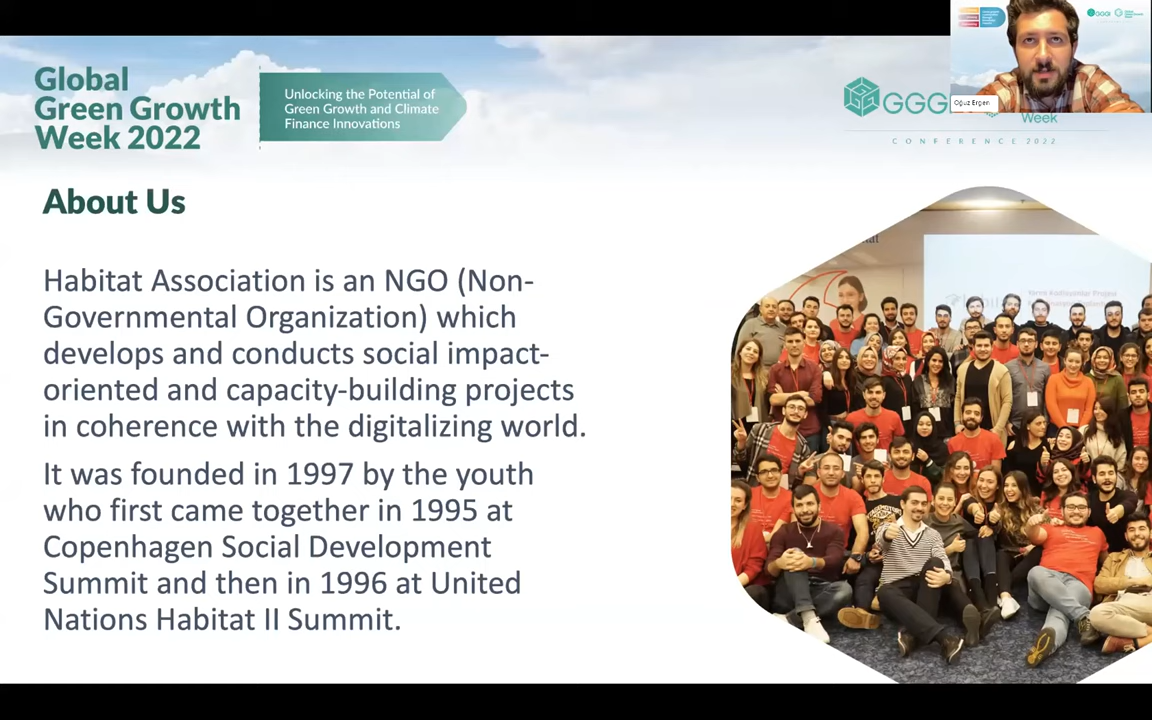 Global
Green Growth
Week 2022
Unlocking the Potential of
Green Growth and Climate
Finance Innovations
GGG
Week
CONFERENCE 2022
Oğuz Ergen
About Us
Habitat Association is an NGO (Non-
Governmental Organization) which
develops and conducts social impact-
oriented and capacity-building projects
in coherence with the digitalizing world.
It was founded in 1997 by the youth
who first came together in 1995 at
Copenhagen Social Development
Summit and then in 1996 at United
Nations Habitat II Summit.